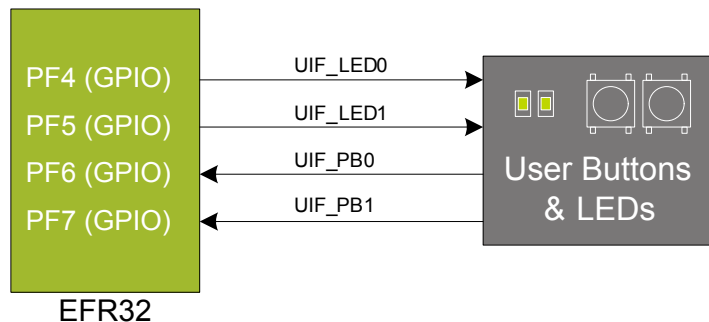 PF4 (GPIO)
UIF_LED0
PF5 (GPIO)
UIF_LED1
PF6 (GPIO)
UIF_PB0
PF7 (GPIO)
UIF_PB1
User Buttons
& LEDs
EFR32